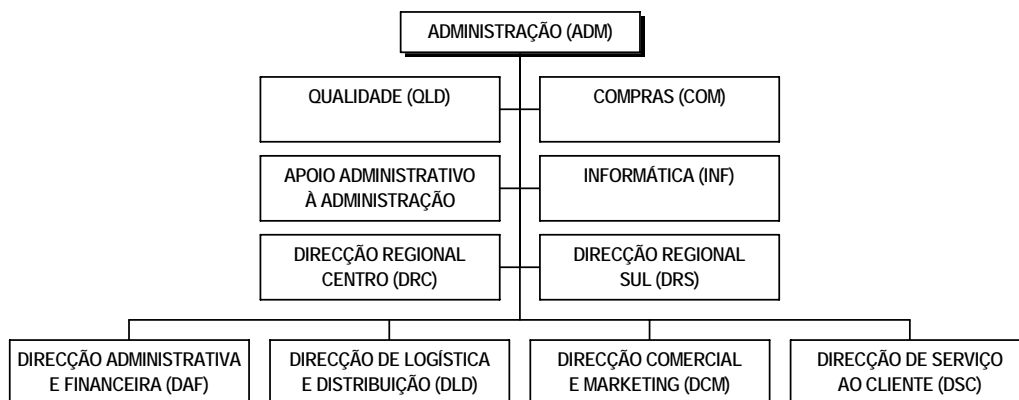 ADMINISTRAÇÃO (ADM)
QUALIDADE (QLD)
COMPRAS (COM)
APOIO ADMINISTRATIVO
À ADMINISTRAÇÃO
INFORMÁTICA (INF)
DIRECÇÃO REGIONAL
CENTRO (DRC)
DIRECÇÃO REGIONAL
SUL (DRS)
DIRECÇÃO ADMINISTRATIVA
E FINANCEIRA (DAF)
DIRECÇÃO DE LOGÍSTICA
E DISTRIBUIÇÃO (DLD)
DIRECÇÃO COMERCIAL
E MARKETING (DCM)
DIRECÇÃO DE SERVIÇO
AO CLIENTE (DSC)